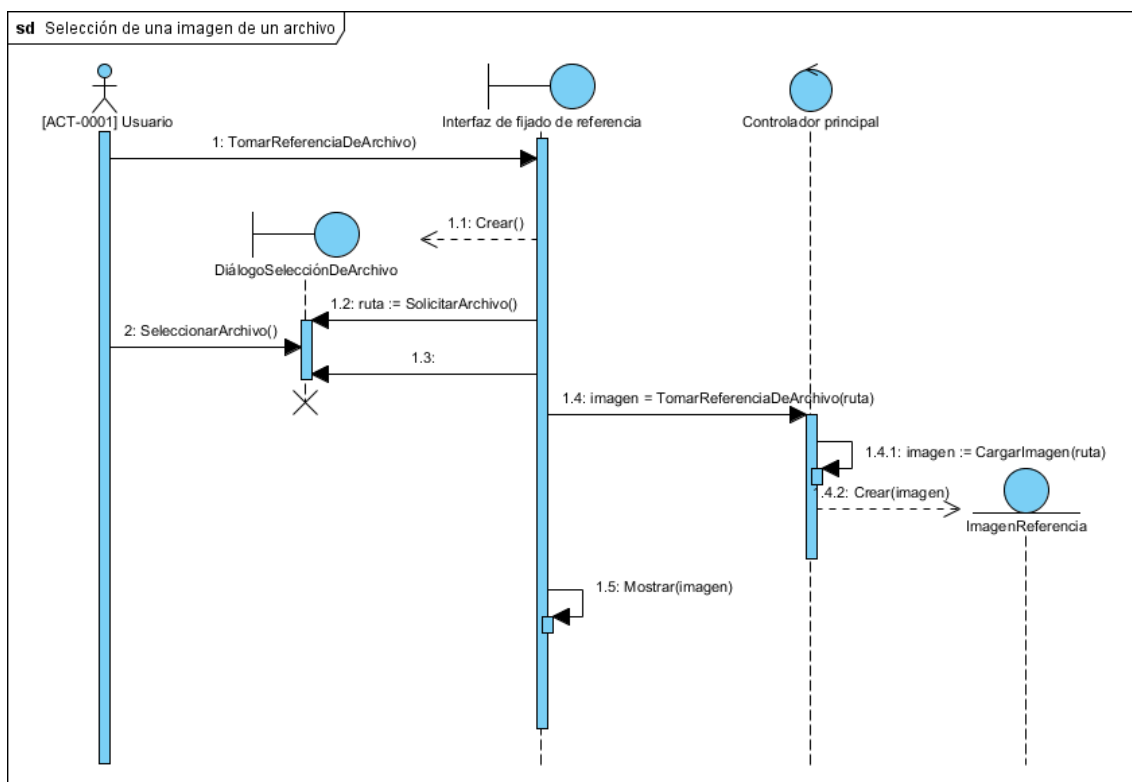 sd Selección de una imagen de un archivo
[ACT-0001] Usuario
Interfaz de fijado de referencia
Controlador principal
1: TomarReferenciaDeArchivo)
1.1: Crear()
DiálogoSelecciónDeArchivo
1.2: ruta := SolicitarArchivo()
2: SeleccionarArchivo()
1.3:
1.4: imagen = TomarReferenciaDeArchivo(ruta)
1.4.1: imagen := CargarImagen(ruta)
1.4.2: Crear(imagen)
ImagenReferencia
1.5: Mostrar(imagen)